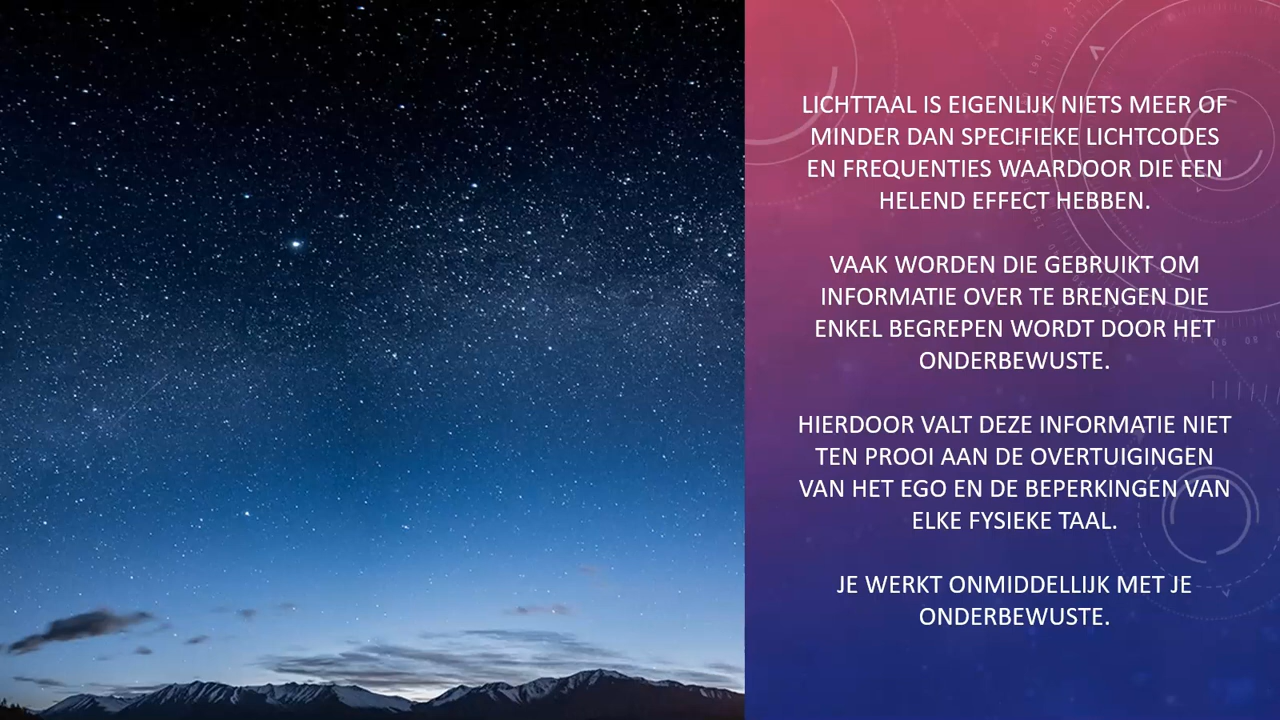 LICHTTAAL IS EIGENLIJK NIETS MEER OF
MINDER DAN SPECIFIEKE LICHTCODES
EN FREQUENTIES WAARDOOR DIE EEN
HELEND EFFECT HEBBEN.
VAAK WORDEN DIE GEBRUIKT OM
INFORMATIE OVER TE BRENGEN DIE
ENKEL BEGREPEN WORDT DOOR HET
ONDERBEWUSTE.
HIERDOOR VALT DEZE INFORMATIE NIET
TEN PROOI AAN DE OVERTUIGINGEN
VAN HET EGO EN DE BEPERKINGEN VAN
ELKE FYSIEKE TAAL.
JE WERKT ONMIDDELLIJK MET JE
ONDERBEWUSTE.